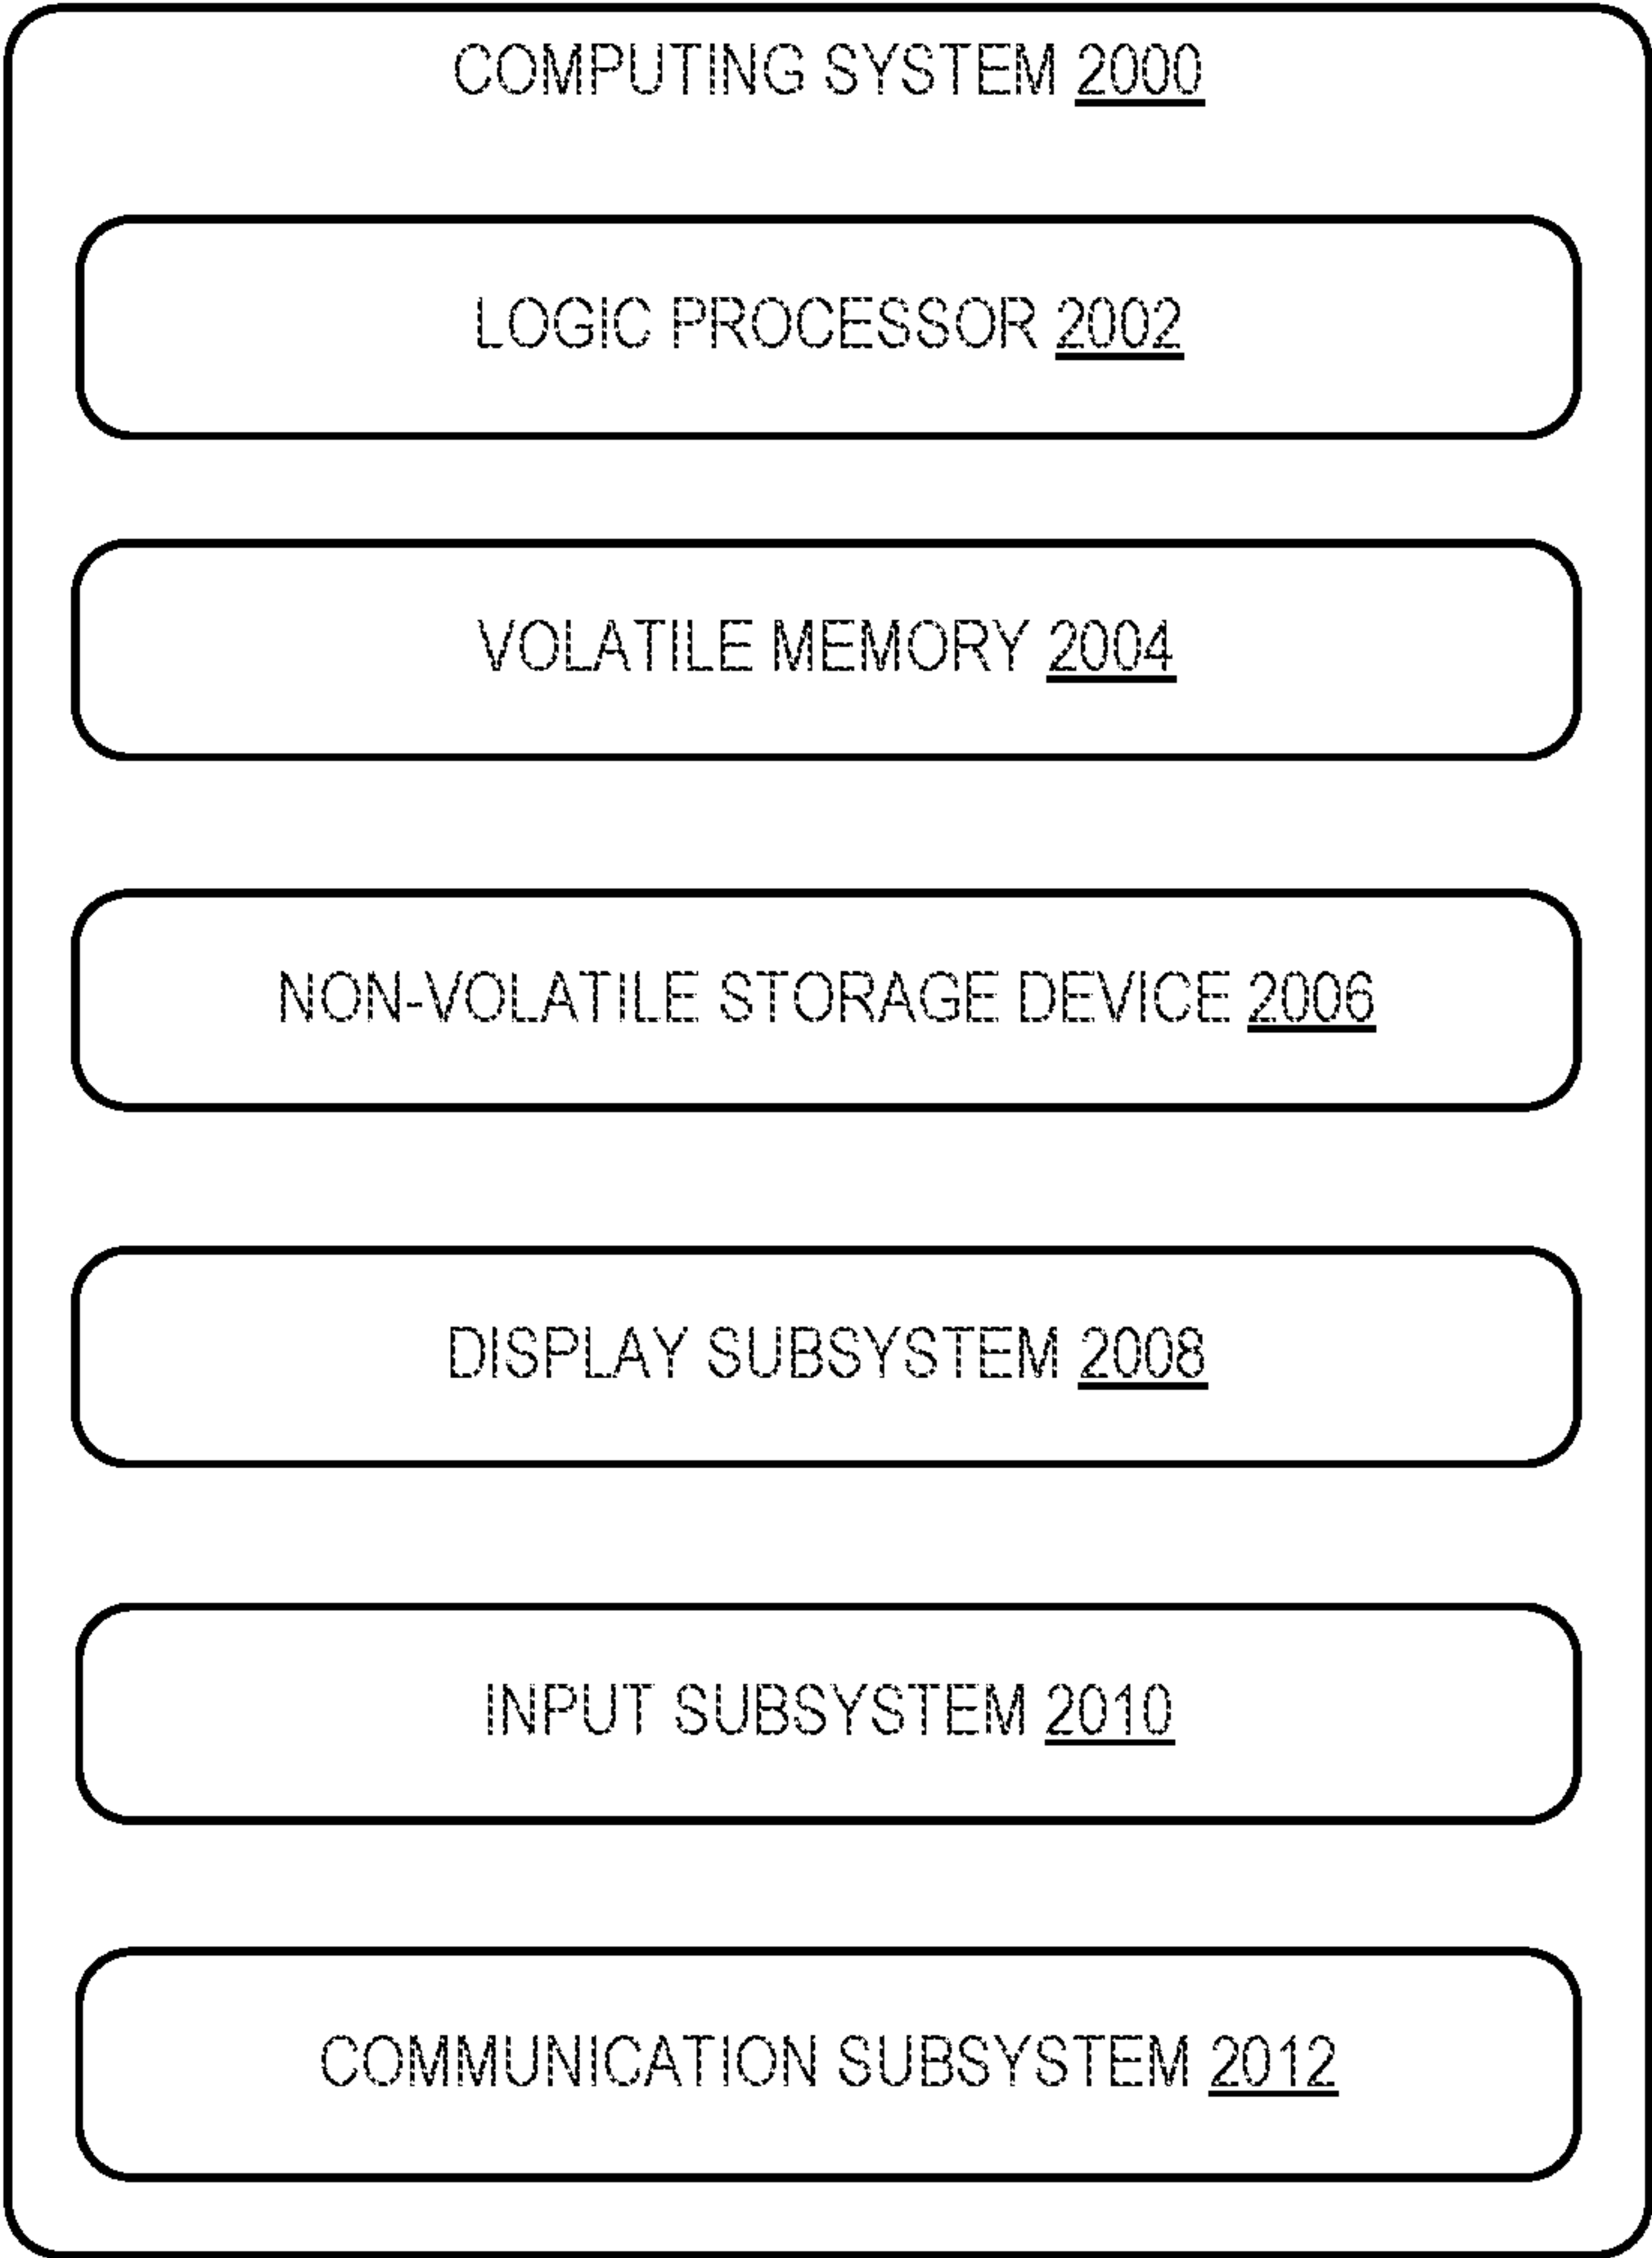 COMPUTING SYSTEM 2000
LOGIC PROCESSOR 2002
VOLATILE MEMORY 2004
NON-VOLATILE STORAGE DEVICE 2006
DISPLAY SUBSYSTEM 2008
INPUT SUBSYSTEM 2010
COMMUNICATION SUBSYSTEM 2012